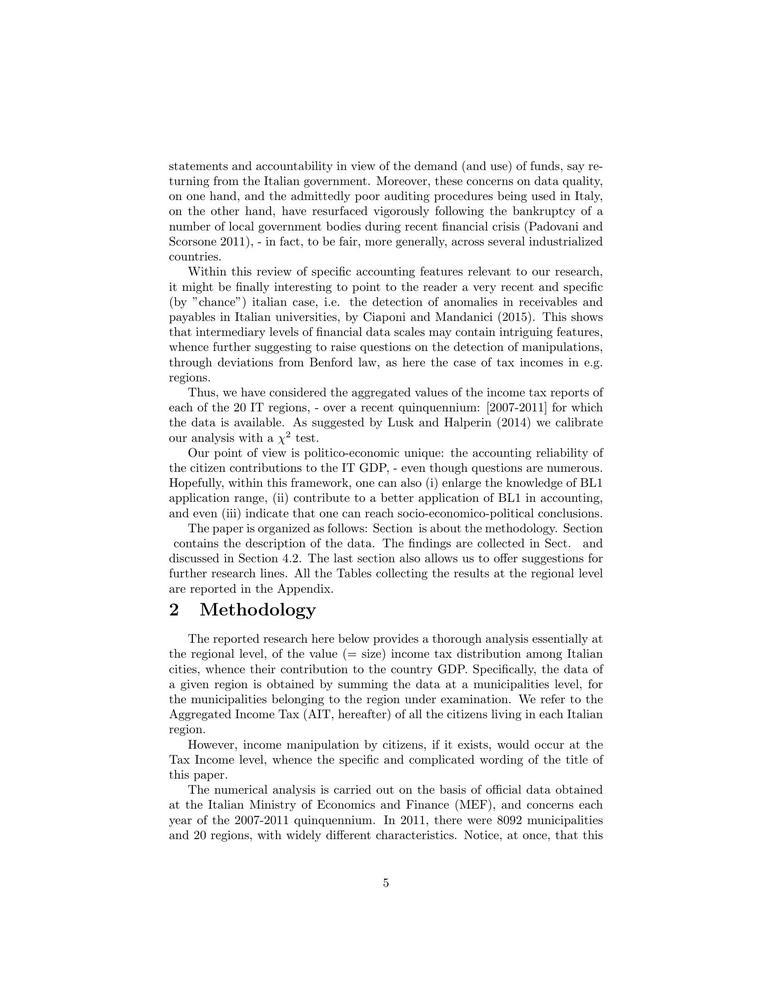 statements and accountability in view of the demand (and use) of funds, say re-
turning from the Italian government. Moreover, these concerns on data quality,
on one hand, and the admittedly poor auditing procedures being used in Italy,
on the other hand, have resurfaced vigorously following the bankruptcy of a
number of local government bodies during recent financial crisis (Padovani and
Scorsone 2011), - in fact, to be fair, more generally, across several industrialized
countries.
Within this review of specific accounting features relevant to our research,
it might be finally interesting to point to the reader a very recent and specific
(by ”chance”) italian case, i.e. the detection of anomalies in receivables and
payables in Italian universities, by Ciaponi and Mandanici (2015). This shows
that intermediary levels of financial data scales may contain intriguing features,
whence further suggesting to raise questions on the detection of manipulations,
through deviations from Benford law, as here the case of tax incomes in e.g.
regions.
Thus, we have considered the aggregated values of the income tax reports of
each of the 20 IT regions, - over a recent quinquennium: [2007-2011] for which
the data is available. As suggested by Lusk and Halperin (2014) we calibrate
our analysis with a χ² test.
Our point of view is politico-economic unique: the accounting reliability of
the citizen contributions to the IT GDP, - even though questions are numerous.
Hopefully, within this framework, one can also (i) enlarge the knowledge of BL1
application range, (ii) contribute to a better application of BL1 in accounting,
and even (iii) indicate that one can reach socio-economico-political conclusions.
The paper is organized as follows: Section is about the methodology. Section
contains the description of the data. The findings are collected in Sect. and
discussed in Section 4.2. The last section also allows us to offer suggestions for
further research lines. All the Tables collecting the results at the regional level
are reported in the Appendix.
2 Methodology
The reported research here below provides a thorough analysis essentially at
the regional level, of the value (= size) income tax distribution among Italian
cities, whence their contribution to the country GDP. Specifically, the data of
a given region is obtained by summing the data at a municipalities level, for
the municipalities belonging to the region under examination. We refer to the
Aggregated Income Tax (AIT, hereafter) of all the citizens living in each Italian
region.
However, income manipulation by citizens, if it exists, would occur at the
Tax Income level, whence the specific and complicated wording of the title of
this paper.
The numerical analysis is carried out on the basis of official data obtained
at the Italian Ministry of Economics and Finance (MEF), and concerns each
year of the 2007-2011 quinquennium. In 2011, there were 8092 municipalities
and 20 regions, with widely different characteristics. Notice, at once, that this
5